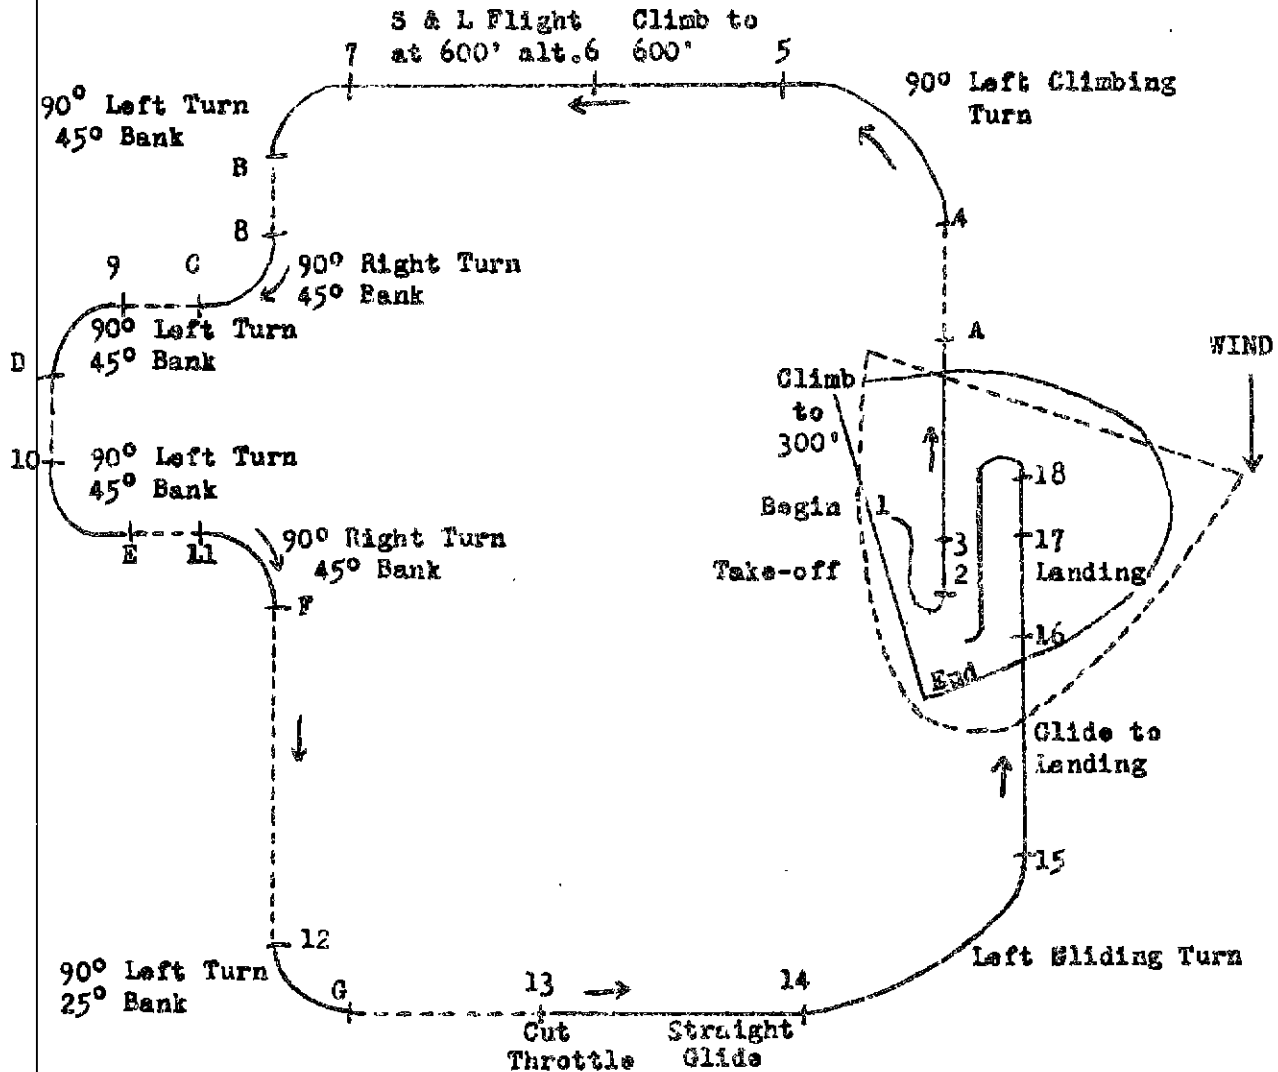 S & L Flight
at 600' alt.
Climb to
600'
7
6
5
90° Left Climbing
Turn
90° Left Turn
45° Bank
B
8
4
9
C
90° Right Turn
45° Bank
90° Left Turn
45° Bank
D
A
WIND
Climb
to
300'
10
90° Left Turn
45° Bank
18
Begin
1
E
11
90° Right Turn
45° Bank
3
17
Take-off
2
Landing
F
16
End
Glide to
Landing
15
12
90° Left Turn
25° Bank
G
13
14
Left Gliding Turn
Cut
Throttle
Straight
Glide